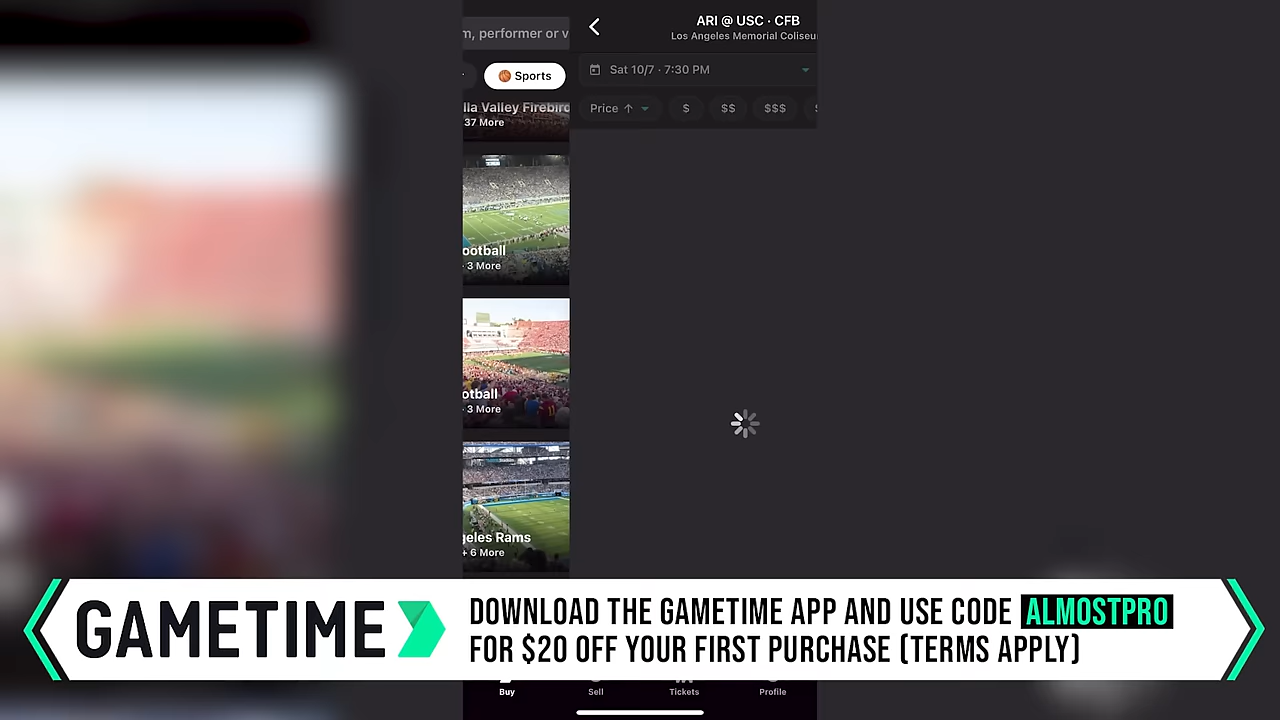 m, performer or v
Sports
lla Valley Firebird
37 More
ootball
· 3 More
otball
· 3 More
geles Rams
+ 6 More
ARI @ USC · CFB
Los Angeles Memorial Coliseu
Sat 10/7 · 7:30 PM
Price ↑
$
$$
$$$
GAMETIME
DOWNLOAD THE GAMETIME APP AND USE CODE ALMOSTPRO
FOR $20 OFF YOUR FIRST PURCHASE (TERMS APPLY)
Buy
Sell
Tickets
Profile